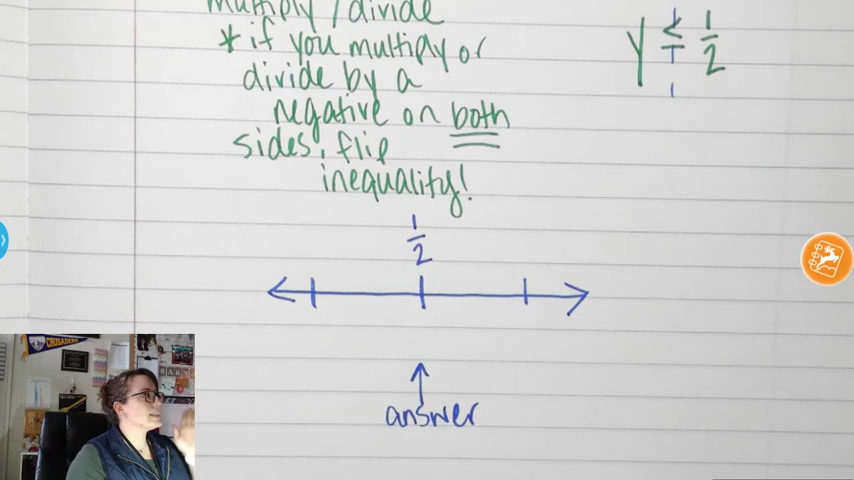 multiply/divide
* if you multiply or
divide by a
negative on both
sides, flip
inequality!
y ≤ 1/2
1/2
answer
CRUSADERS